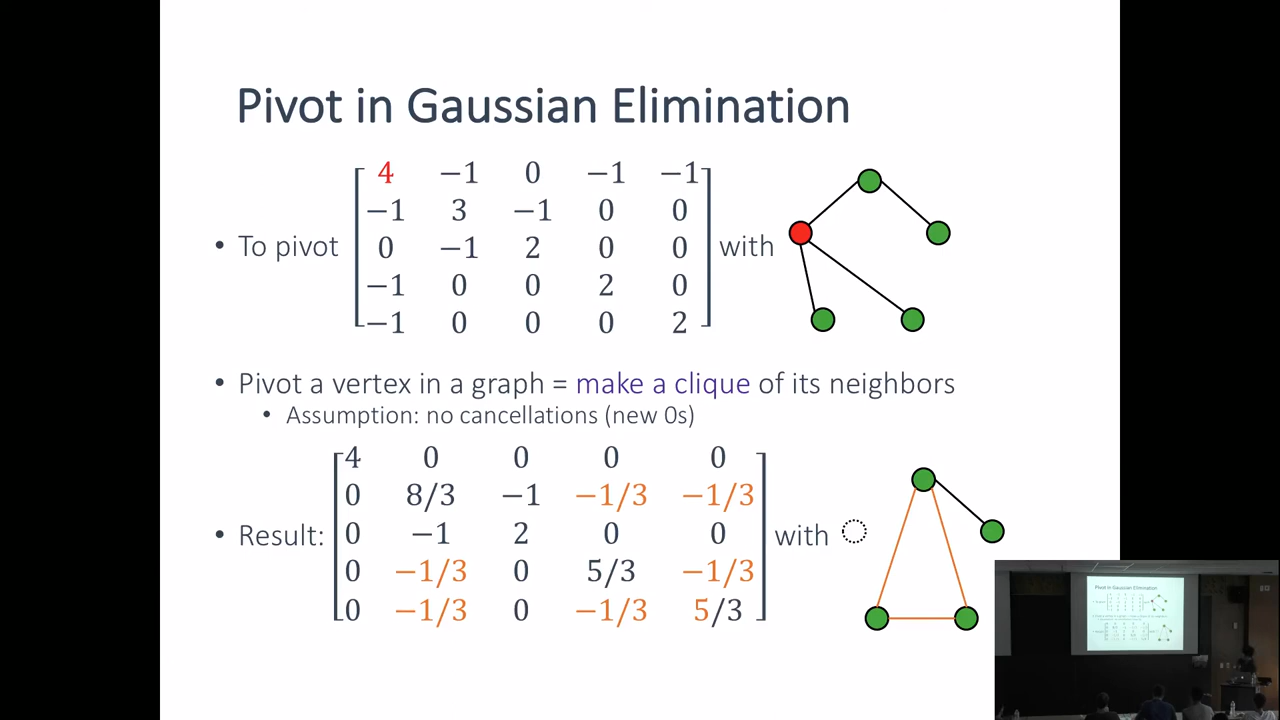 Pivot in Gaussian Elimination
4 −1 0 −1 −1
−1 3 −1 0 0
• To pivot 0 −1 2 0 0 with
−1 0 0 2 0
−1 0 0 0 2
• Pivot a vertex in a graph = make a clique of its neighbors
• Assumption: no cancellations (new 0s)
4 0 0 0 0
0 8/3 −1 −1/3 −1/3
• Result: 0 −1 2 0 0 with
0 −1/3 0 5/3 −1/3
0 −1/3 0 −1/3 5/3
Pivot in Gaussian Elimination